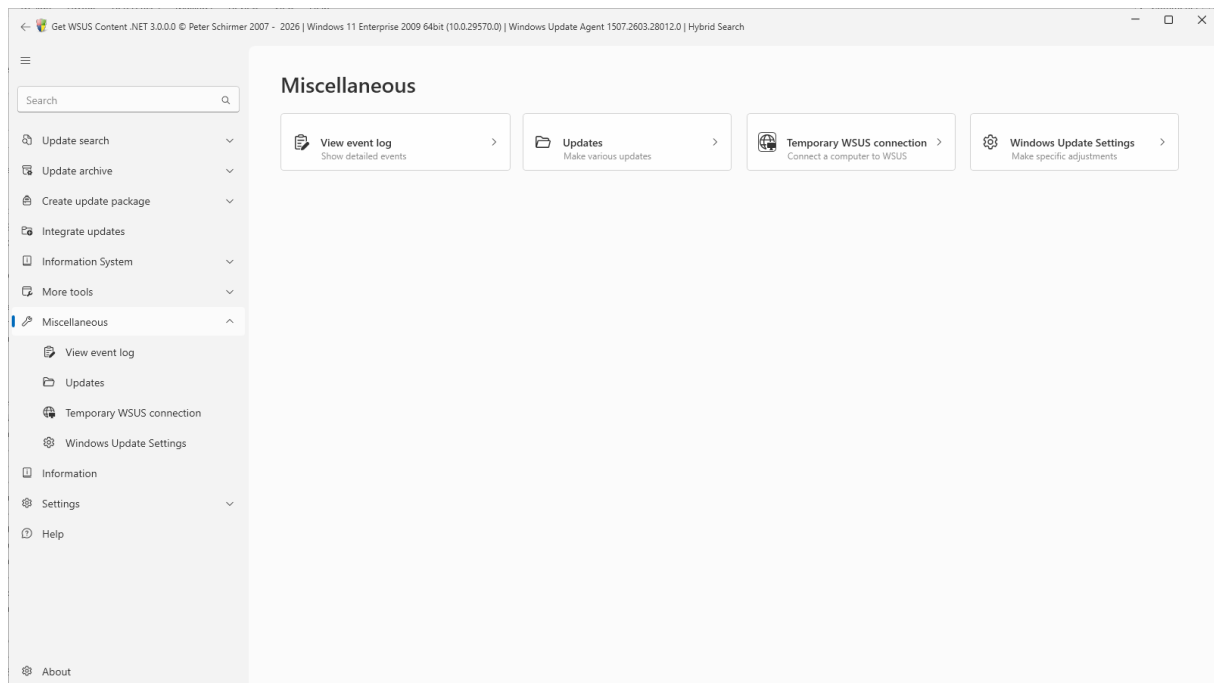 Get WSUS Content .NET 3.0.0.0 © Peter Schirmer 2007 - 2026 | Windows 11 Enterprise 2009 64bit (10.0.29570.0) | Windows Update Agent 1507.2603.28012.0 | Hybrid Search
Search
Update search
Update archive
Create update package
Integrate updates
Information System
More tools
Miscellaneous
View event log
Updates
Temporary WSUS connection
Windows Update Settings
Information
Settings
Help
About
Miscellaneous
View event log
Show detailed events
Updates
Make various updates
Temporary WSUS connection
Connect a computer to WSUS
Windows Update Settings
Make specific adjustments